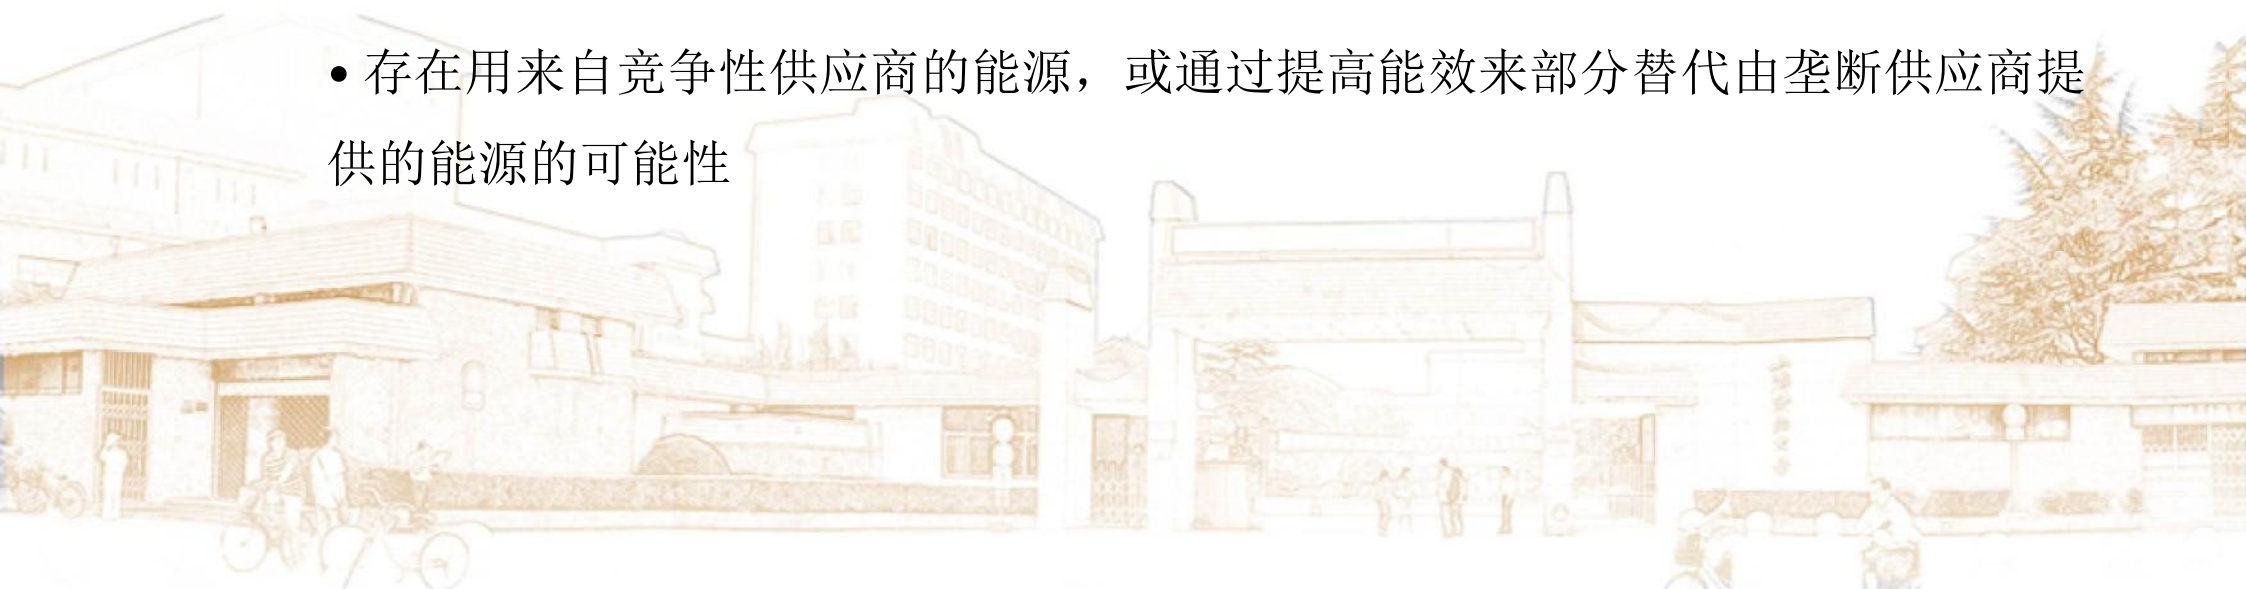 • 存在用来自竞争性供应商的能源，或通过提高能效来部分替代由垄断供应商提
供的能源的可能性